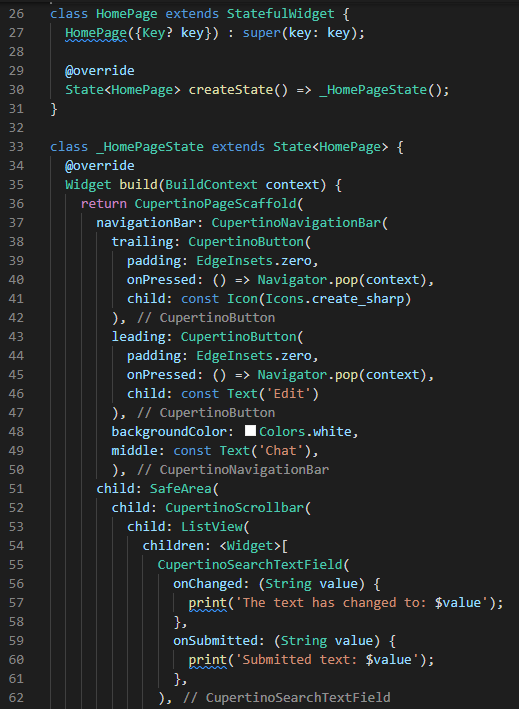 26 class HomePage extends StatefulWidget {
27   HomePage({Key? key}) : super(key: key);
28
29   @override
30   State<HomePage> createState() => _HomePageState();
31 }
32
33 class _HomePageState extends State<HomePage> {
34   @override
35   Widget build(BuildContext context) {
36     return CupertinoPageScaffold(
37       navigationBar: CupertinoNavigationBar(
38         trailing: CupertinoButton(
39           padding: EdgeInsets.zero,
40           onPressed: () => Navigator.pop(context),
41           child: const Icon(Icons.create_sharp)
42         ), // CupertinoButton
43         leading: CupertinoButton(
44           padding: EdgeInsets.zero,
45           onPressed: () => Navigator.pop(context),
46           child: const Text('Edit')
47         ), // CupertinoButton
48         backgroundColor: Colors.white,
49         middle: const Text('Chat'),
50         ), // CupertinoNavigationBar
51       child: SafeArea(
52         child: CupertinoScrollbar(
53           child: ListView(
54             children: <Widget>[
55               CupertinoSearchTextField(
56                 onChanged: (String value) {
57                   print('The text has changed to: $value');
58                 },
59                 onSubmitted: (String value) {
60                   print('Submitted text: $value');
61                 },
62               ), // CupertinoSearchTextField